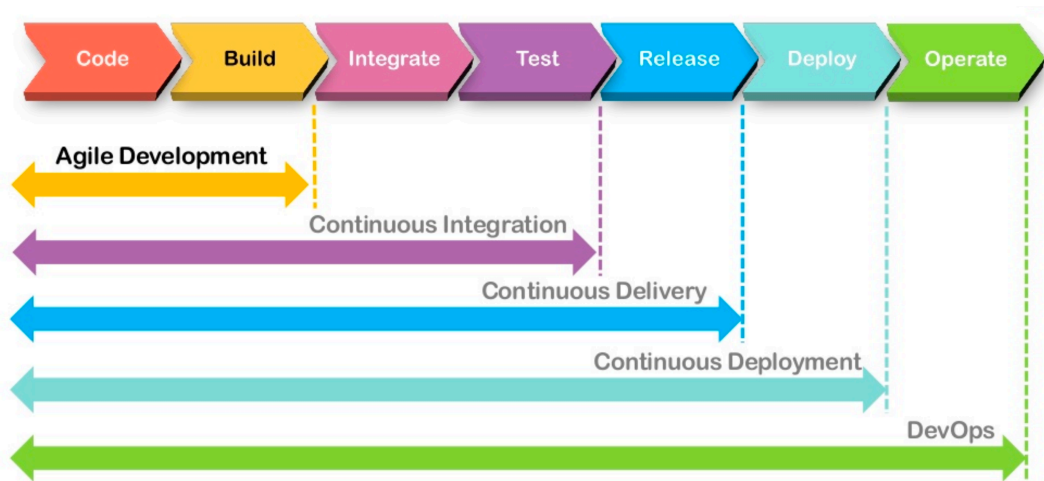 Code Build Integrate Test Release Deploy Operate
Agile Development
Continuous Integration
Continuous Delivery
Continuous Deployment
DevOps